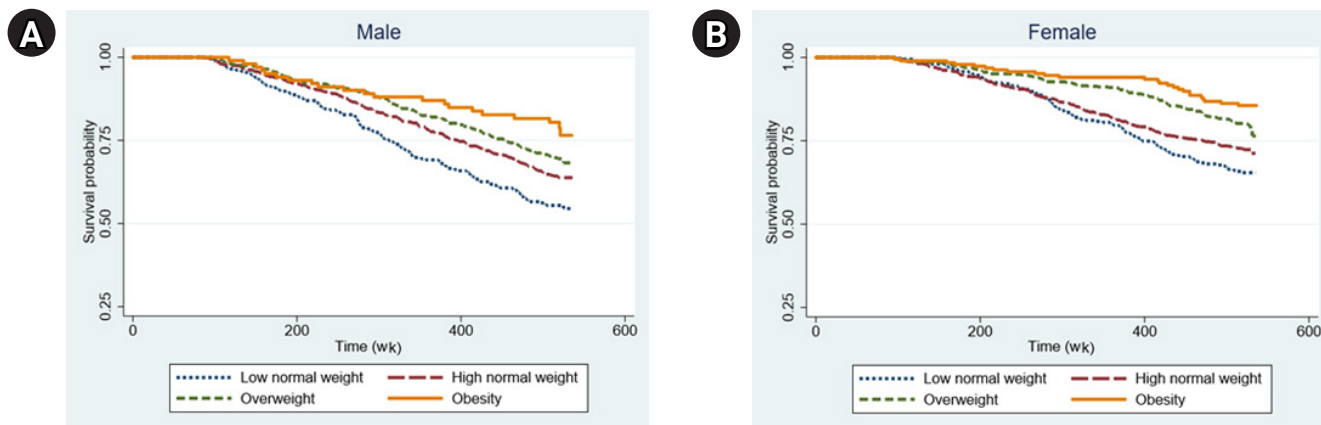 A
Male
Survival probability
1.00
0.75
0.50
0.25
0 200 400 600
Time (wk)
Low normal weight High normal weight
Overweight Obesity
B
Female
Survival probability
1.00
0.75
0.50
0.25
0 200 400 600
Time (wk)
Low normal weight High normal weight
Overweight Obesity